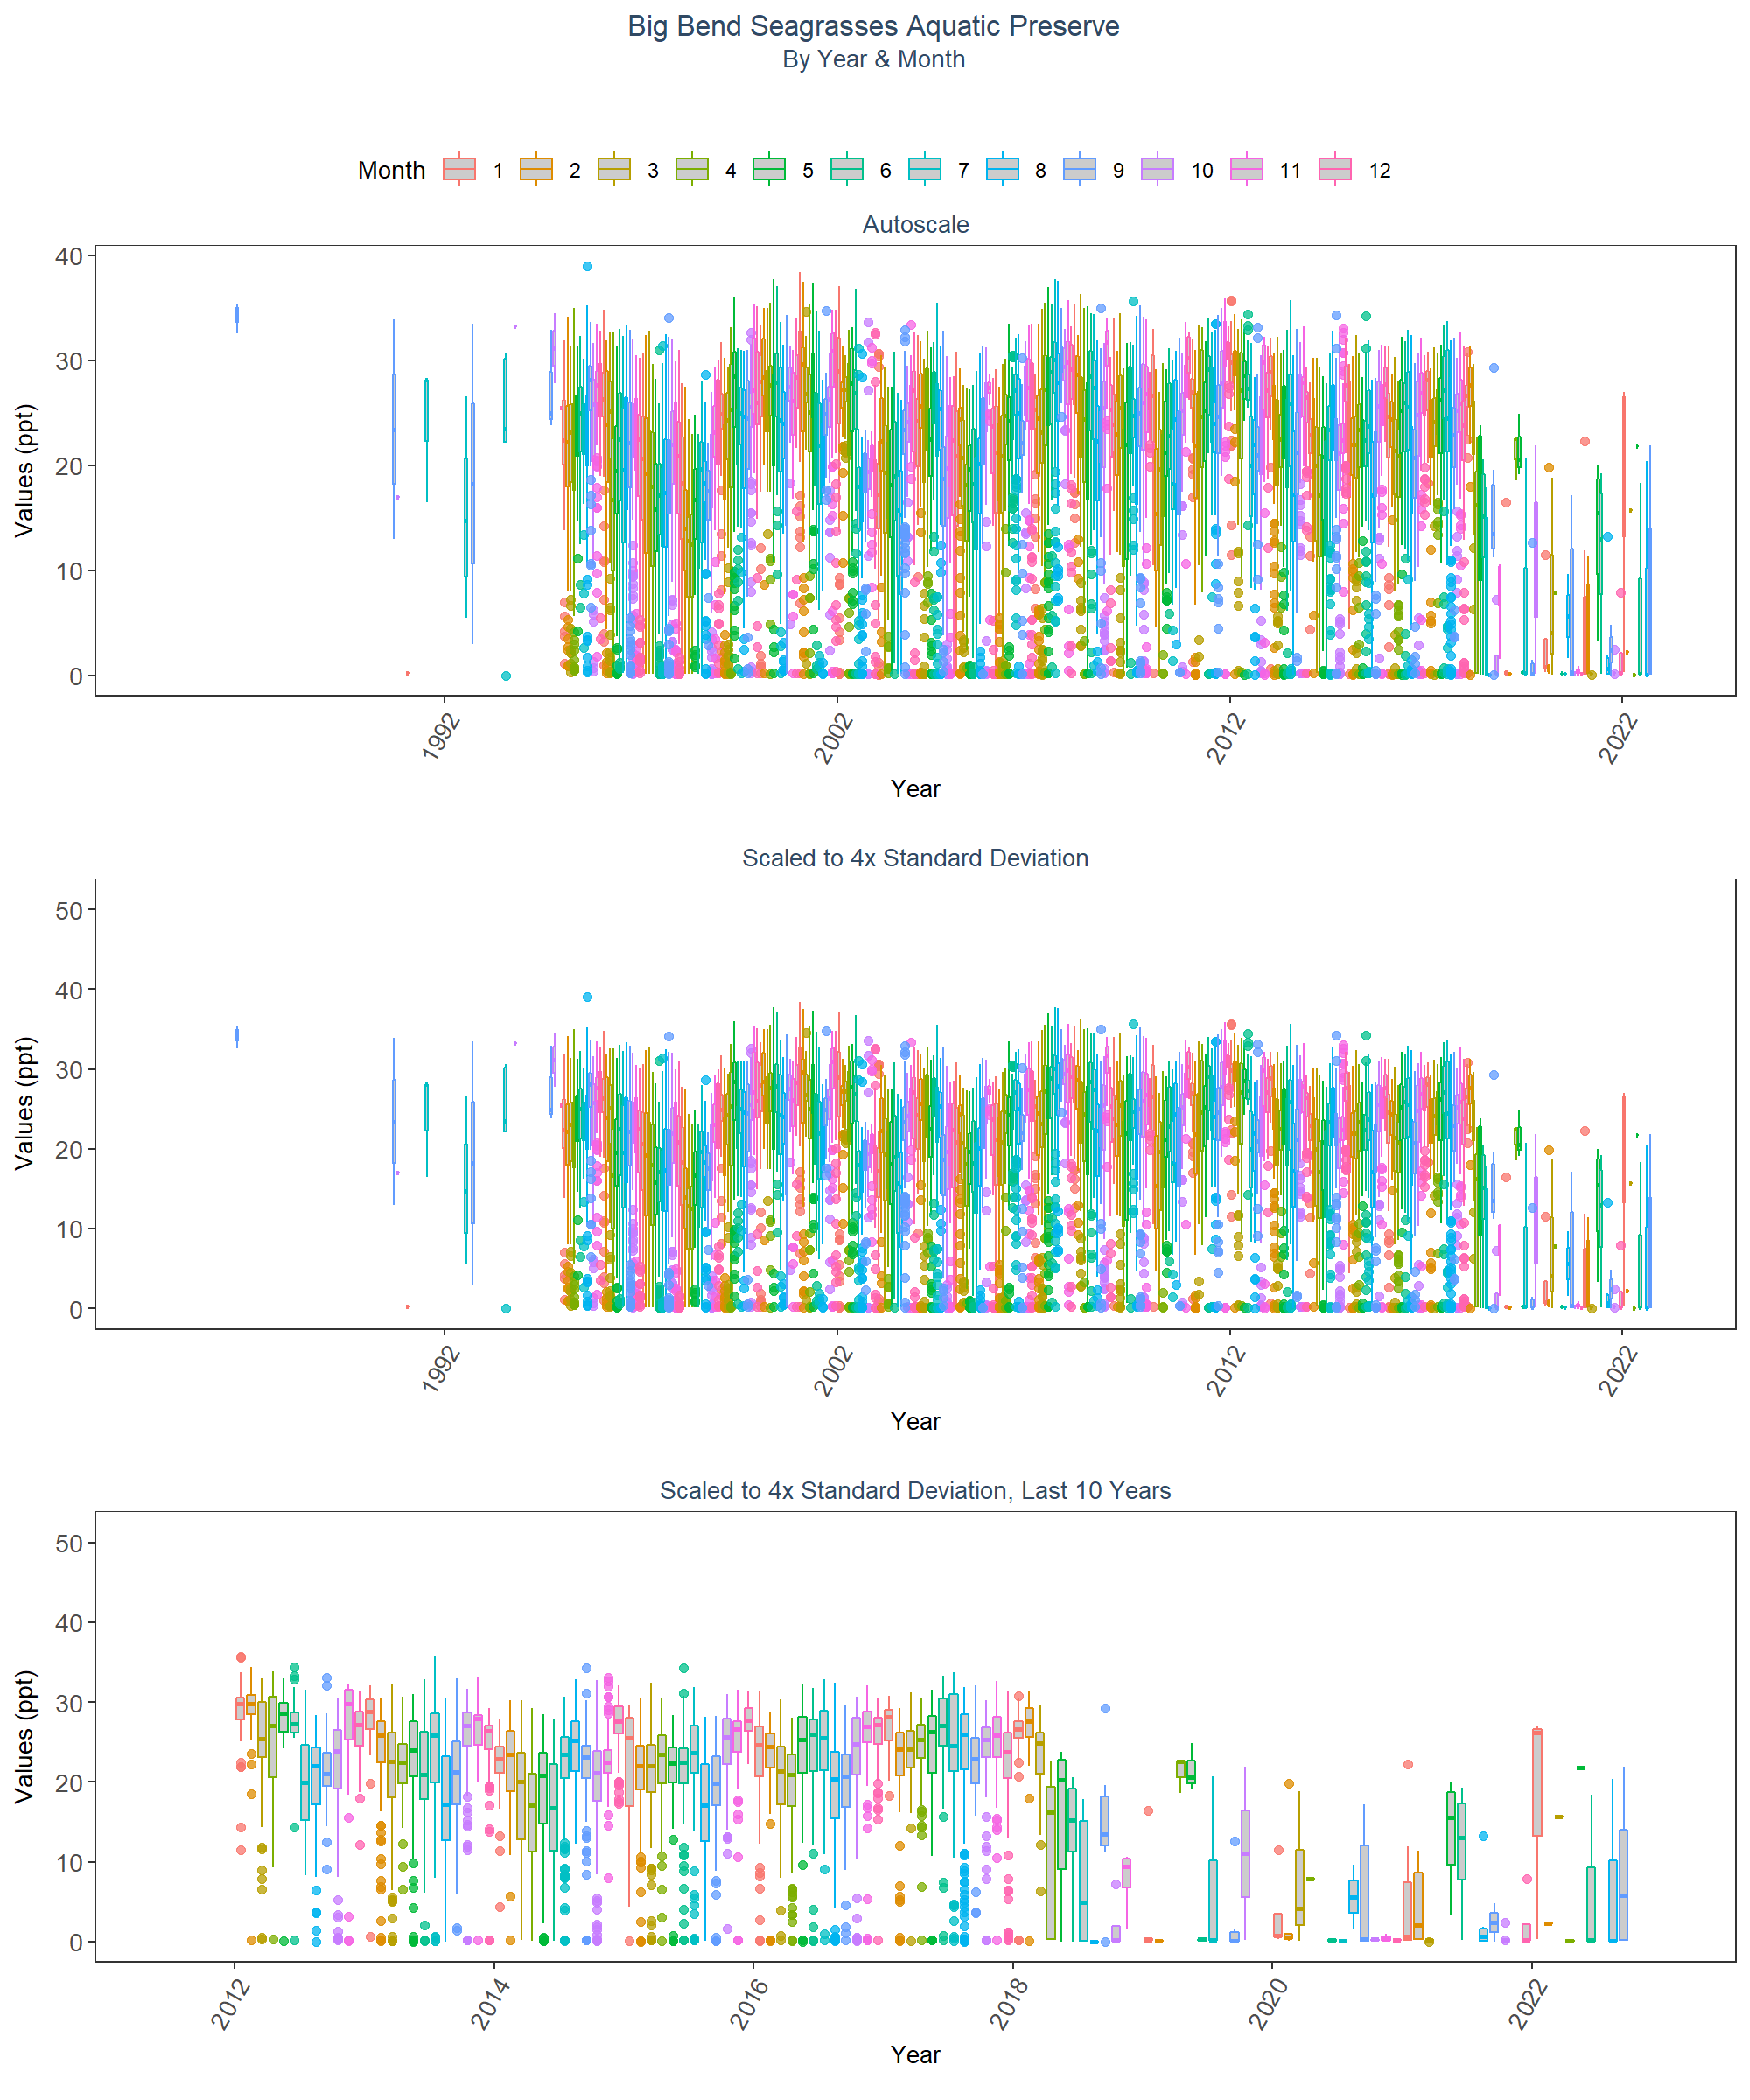 Big Bend Seagrasses Aquatic Preserve
By Year & Month
Month 1 2 3 4 5 6 7 8 9 10 11 12
Autoscale
40
30
20
10
0
Values (ppt)
1992 2002 2012 2022
Year
Scaled to 4x Standard Deviation
50
40
30
20
10
0
Values (ppt)
1992 2002 2012 2022
Year
Scaled to 4x Standard Deviation, Last 10 Years
50
40
30
20
10
0
Values (ppt)
2012 2014 2016 2018 2020 2022
Year